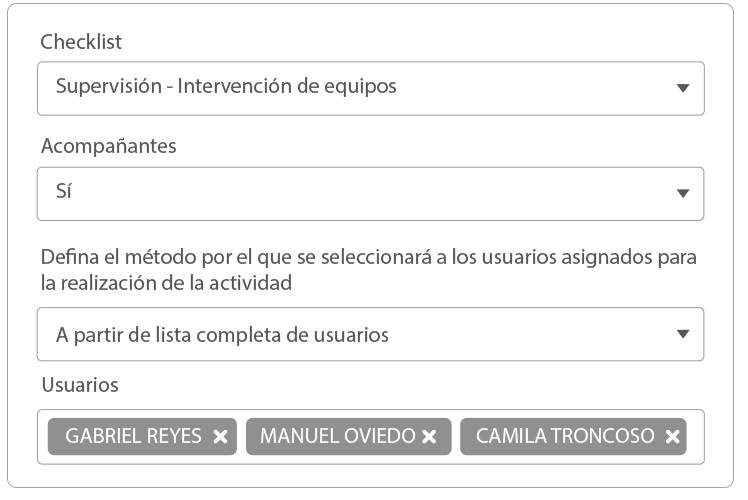 Checklist
Supervisión - Intervención de equipos
Acompañantes
Sí
Defina el método por el que se seleccionará a los usuarios asignados para
la realización de la actividad
A partir de lista completa de usuarios
Usuarios
GABRIEL REYES × MANUEL OVIEDO × CAMILA TRONCOSO ×